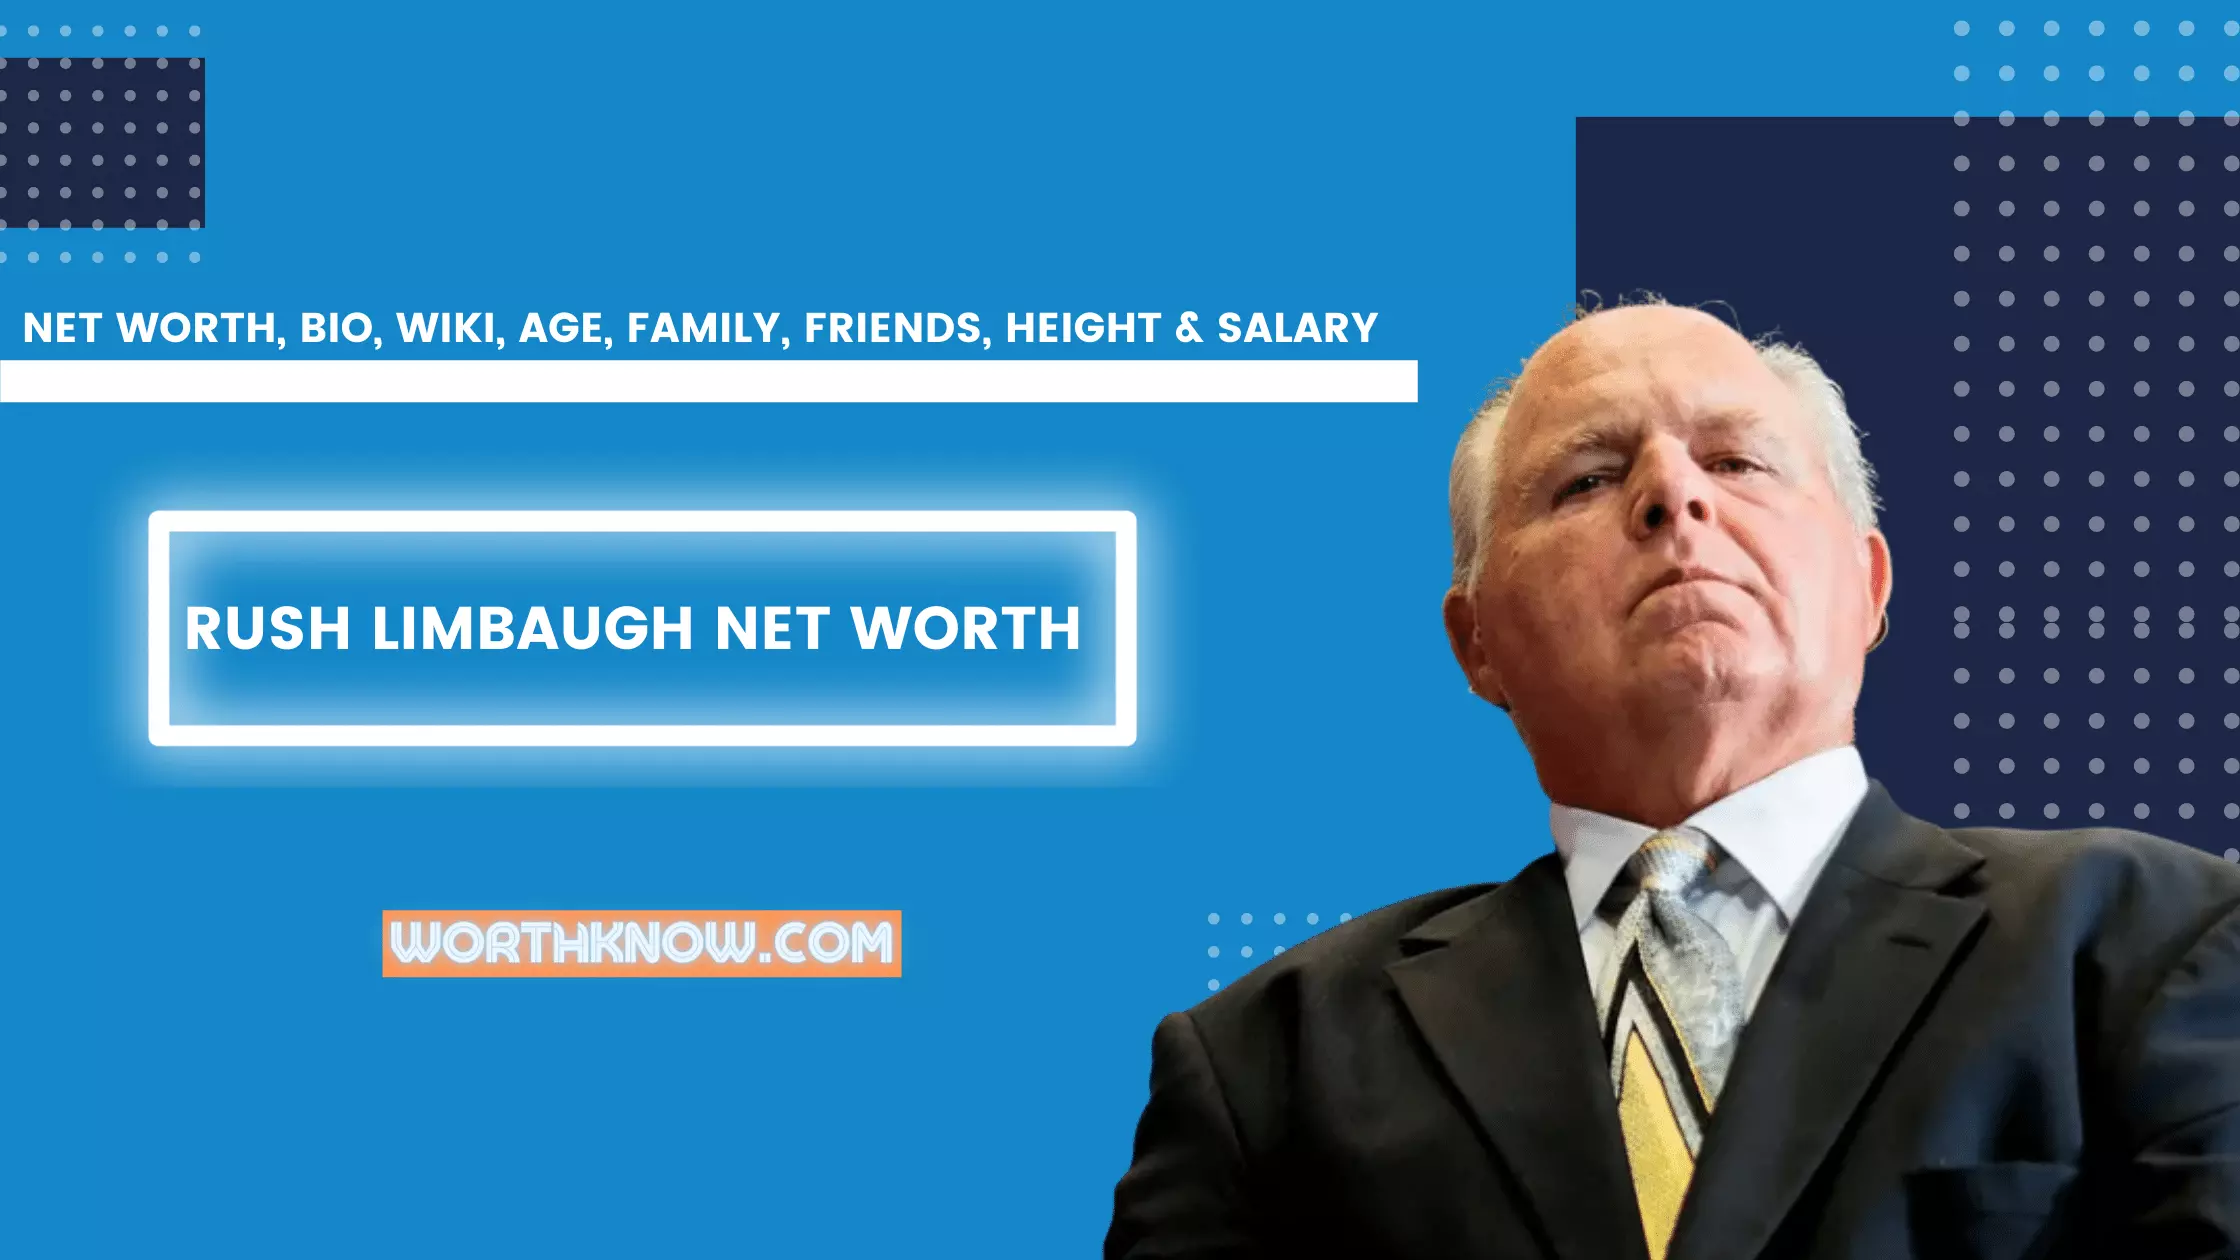 NET WORTH, BIO, WIKI, AGE, FAMILY, FRIENDS, HEIGHT & SALARY
RUSH LIMBAUGH NET WORTH
WORTHKNOW.COM